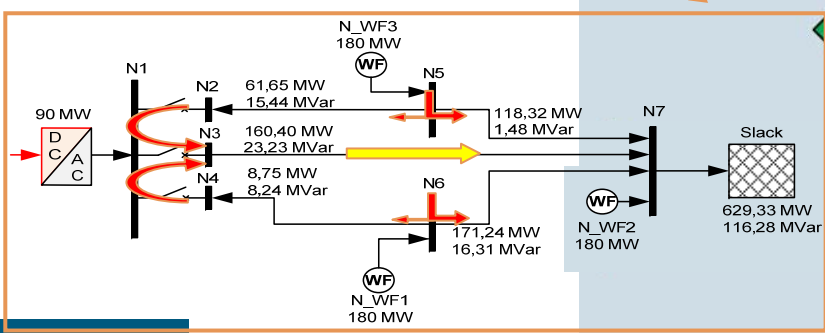 N_WF3
180 MW
WF
N1
N5
N2
61,65 MW
15,44 MVar
118,32 MW
1,48 MVar
N7
90 MW
D
C
A
C
N3
160,40 MW
23,23 MVar
Slack
N4
8,75 MW
8,24 MVar
N6
WF
171,24 MW
16,31 MVar
N_WF2
180 MW
629,33 MW
116,28 MVar
WF
N_WF1
180 MW